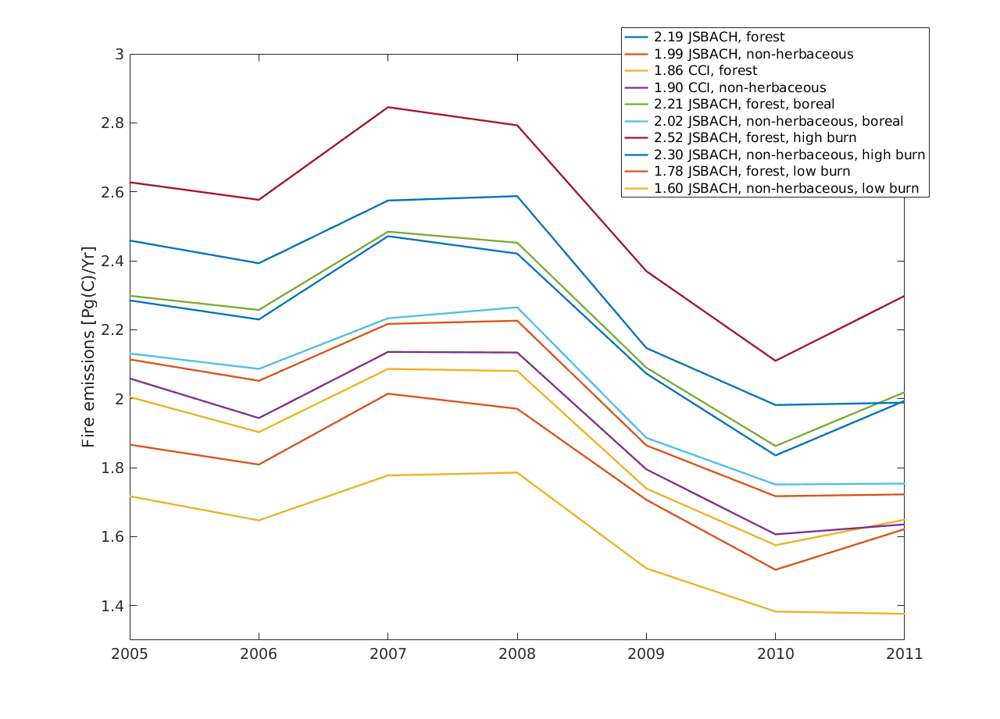 2.19 JSBACH, forest
1.99 JSBACH, non-herbaceous
1.86 CCI, forest
1.90 CCI, non-herbaceous
2.21 JSBACH, forest, boreal
2.02 JSBACH, non-herbaceous, boreal
2.52 JSBACH, forest, high burn
2.30 JSBACH, non-herbaceous, high burn
1.78 JSBACH, forest, low burn
1.60 JSBACH, non-herbaceous, low burn
3
2.8
2.6
2.4
2.2
2
1.8
1.6
1.4
Fire emissions [Pg(C)/Yr]
2005 2006 2007 2008 2009 2010 2011